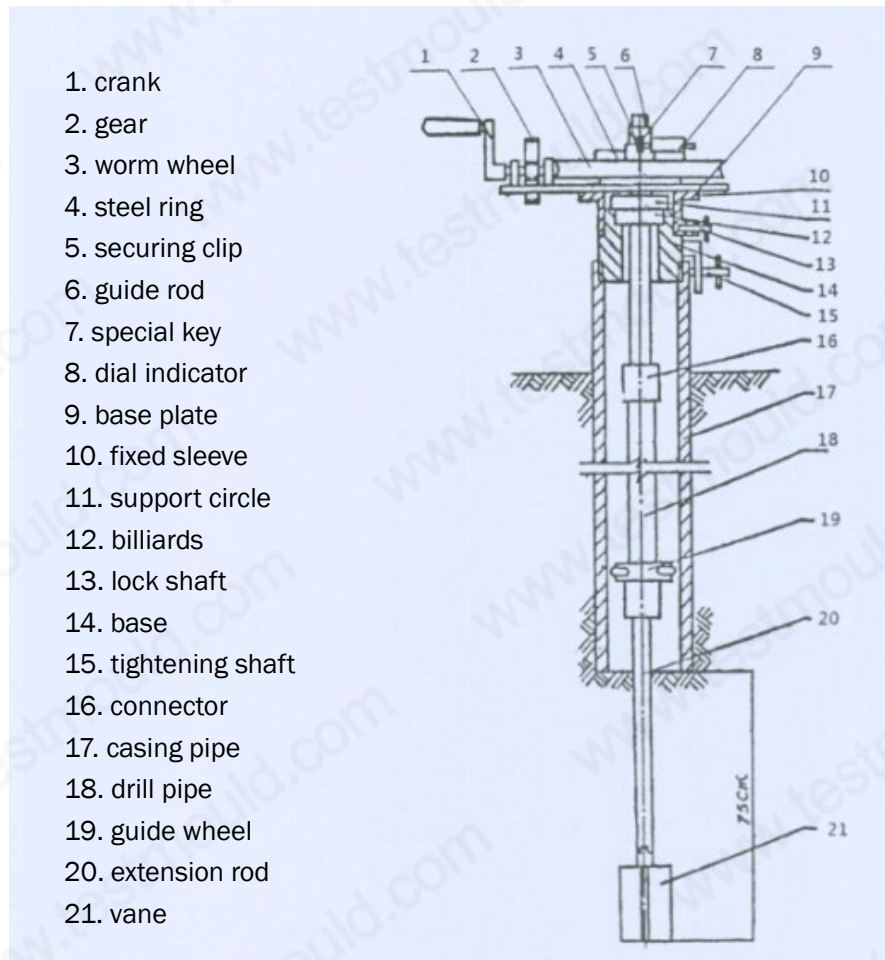 1. crank
2. gear
3. worm wheel
4. steel ring
5. securing clip
6. guide rod
7. special key
8. dial indicator
9. base plate
10. fixed sleeve
11. support circle
12. billiards
13. lock shaft
14. base
15. tightening shaft
16. connector
17. casing pipe
18. drill pipe
19. guide wheel
20. extension rod
21. vane
1 2 3 4 5 6 7 8 9
10
11
12
13
14
15
16
17
18
19
20
21
75cm
www.testmould.com